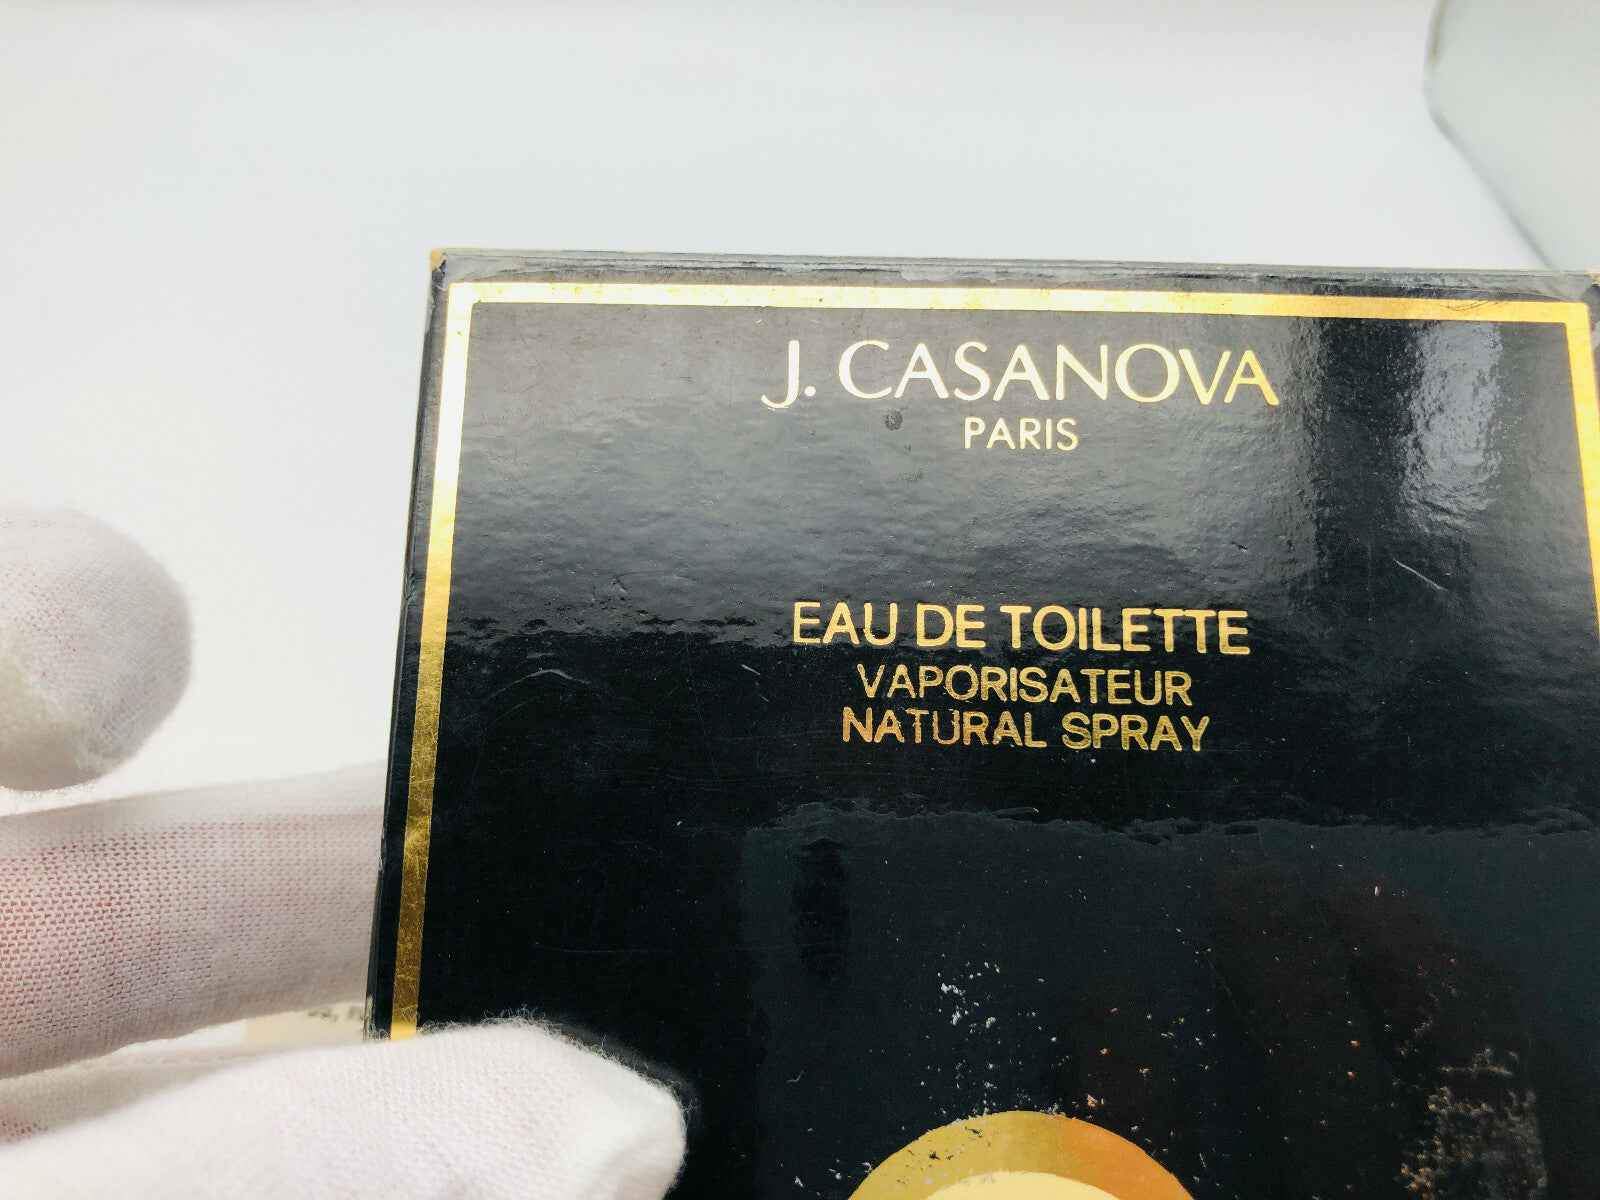 J. CASANOVA
PARIS
EAU DE TOILETTE
VAPORISATEUR
NATURAL SPRAY